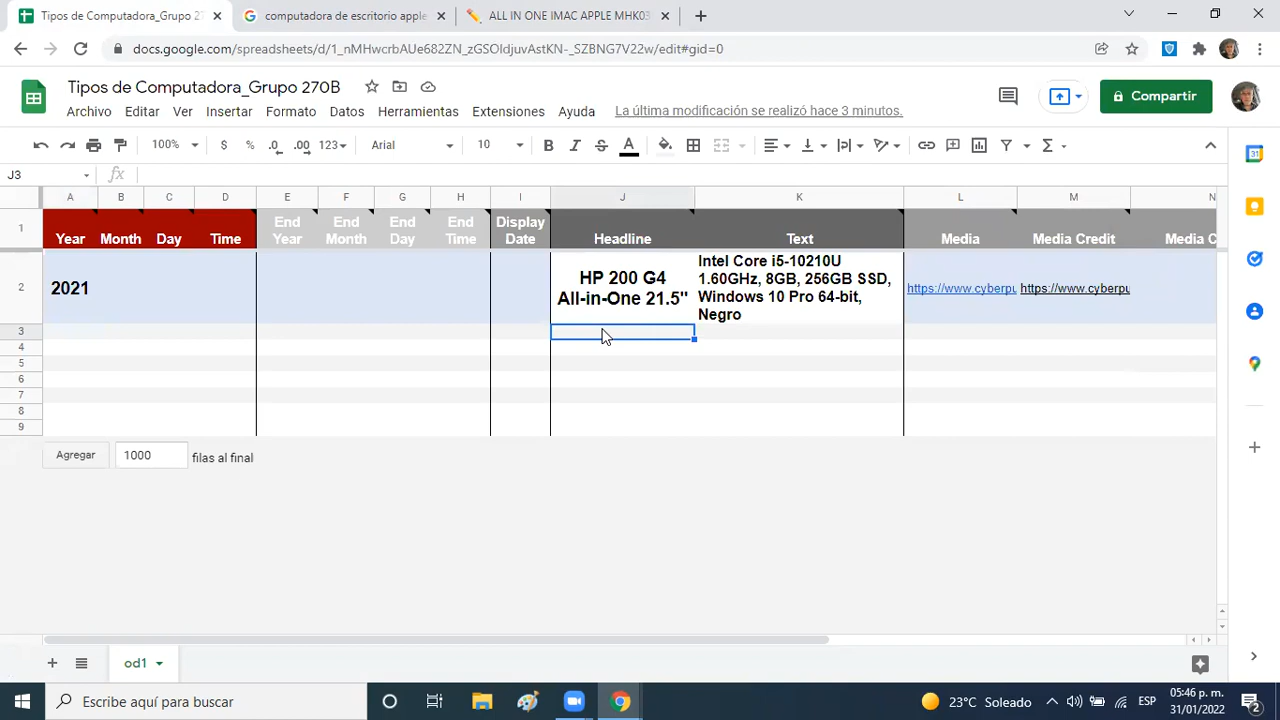 Tipos de Computadora_Grupo 27
computadora de escritorio apple
ALL IN ONE IMAC APPLE MHK03
docs.google.com/spreadsheets/d/1_nMHwcrbAUe682ZN_zGSOIdjuvAstKN-_SZBNG7V22w/edit#gid=0
Tipos de Computadora_Grupo 270B
Archivo Editar Ver Insertar Formato Datos Herramientas Extensiones Ayuda La última modificación se realizó hace 3 minutos.
Compartir
100% $ % .0 .00 123 Arial 10 B I S A
J3 fx
A B C D E F G H I J K L M N
1 Year Month Day Time End Year End Month End Day End Time Display Date Headline Text Media Media Credit Media C
2 2021
HP 200 G4
All-in-One 21.5"
Intel Core i5-10210U
1.60GHz, 8GB, 256GB SSD,
Windows 10 Pro 64-bit,
Negro
https://www.cyberpu https://www.cyberpu
3
4
5
6
7
8
9
Agregar 1000 filas al final
od1
Escribe aquí para buscar
23°C Soleado
ESP
05:46 p. m.
31/01/2022
2